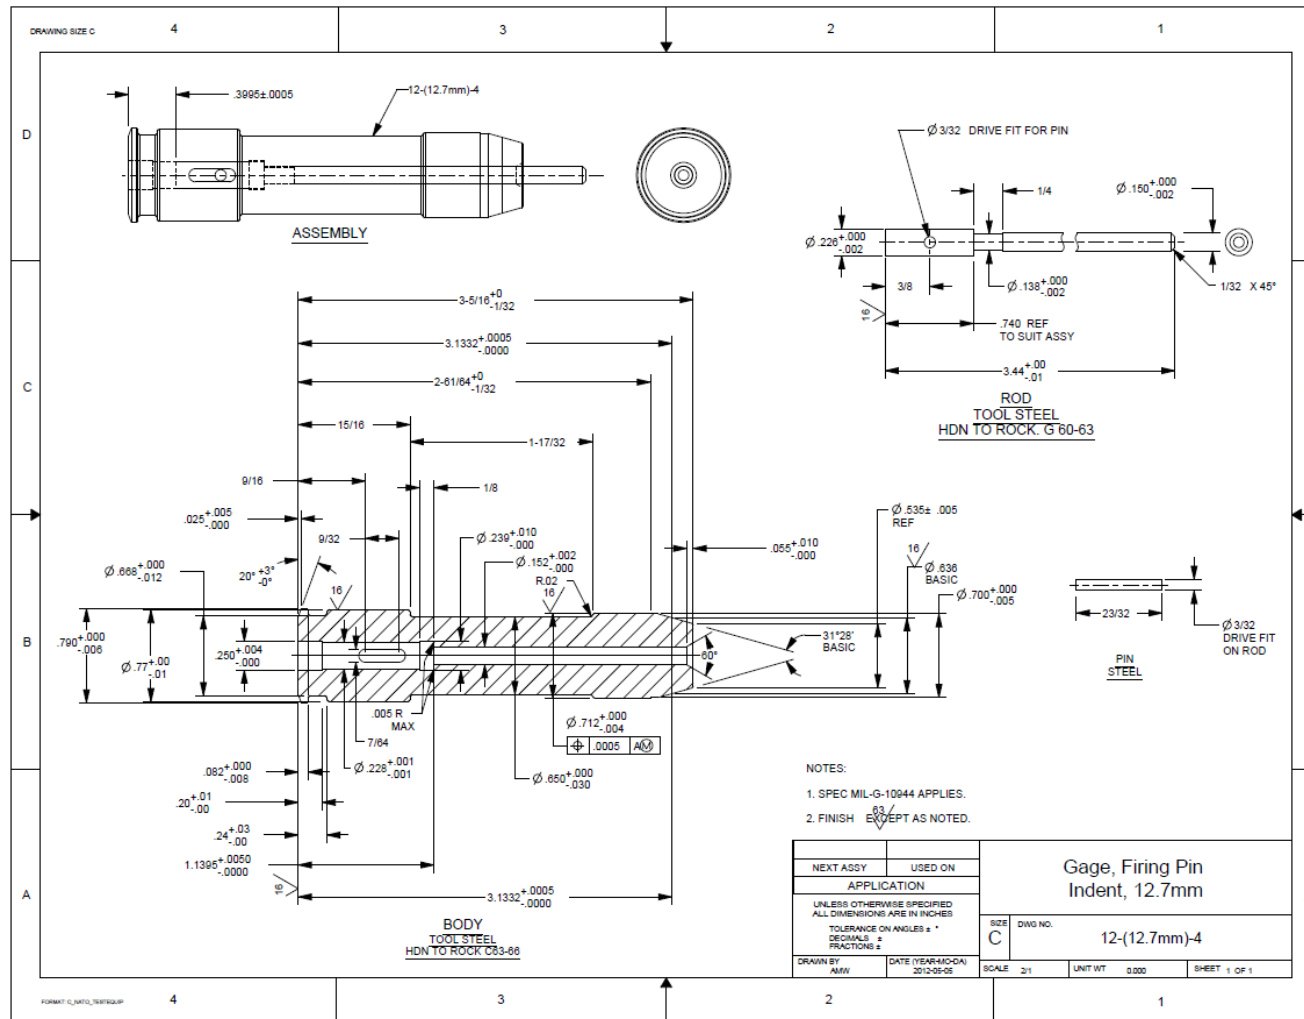 DRAWING SIZE C
4
3
2
1
D
C
B
A
.3995±.0005
12-(12.7mm)-4
ASSEMBLY
Ø 3/32 DRIVE FIT FOR PIN
1/4
Ø .150 +.000 -.002
Ø .226 +.000 -.002
3/8
Ø .138 +.000 -.002
1/32 X 45°
16
.740 REF
TO SUIT ASSY
3.44 +.00 -.01
ROD
TOOL STEEL
HDN TO ROCK. G 60-63
3-5/16 +0 -1/32
3.1332 +.0005 -.0000
2-61/64 +0 -1/32
15/16
1-17/32
9/16
1/8
.025 +.005 -.000
9/32
Ø .239 +.010 -.000
Ø .535± .005
REF
.055 +.010 -.000
Ø .668 +.000 -.012
20° +3° -0°
Ø .152 +.002 -.000
R.02
16
16
16
Ø .636
BASIC
Ø .700 +.000 -.005
.790 +.000 -.006
Ø .77 +.00 -.01
.250 +.004 -.000
60°
31°28'
BASIC
23/32
Ø 3/32
DRIVE FIT
ON ROD
PIN
STEEL
.005 R
MAX
7/64
Ø .712 +.000 -.004
.0005 A Ⓜ
.082 +.000 -.008
Ø .228 +.001 -.001
Ø .650 +.000 -.030
.20 +.01 -.00
.24 +.03 -.00
1.1395 +.0050 -.0000
16
3.1332 +.0005 -.0000
BODY
TOOL STEEL
HDN TO ROCK C63-66
NOTES:
1. SPEC MIL-G-10944 APPLIES.
2. FINISH 63 EXCEPT AS NOTED.
NEXT ASSY USED ON
APPLICATION
UNLESS OTHERWISE SPECIFIED
ALL DIMENSIONS ARE IN INCHES
TOLERANCE ON ANGLES ± °
DECIMALS ±
FRACTIONS ±
DRAWN BY
AMW
DATE (YEAR-MO-DA)
2012-05-05
Gage, Firing Pin
Indent, 12.7mm
SIZE
C
DWG NO.
12-(12.7mm)-4
SCALE 2/1
UNIT WT 0.000
SHEET 1 OF 1
FORMAT: C_NATO_TESTEQUIP
4
3
2
1
D
C
B
A